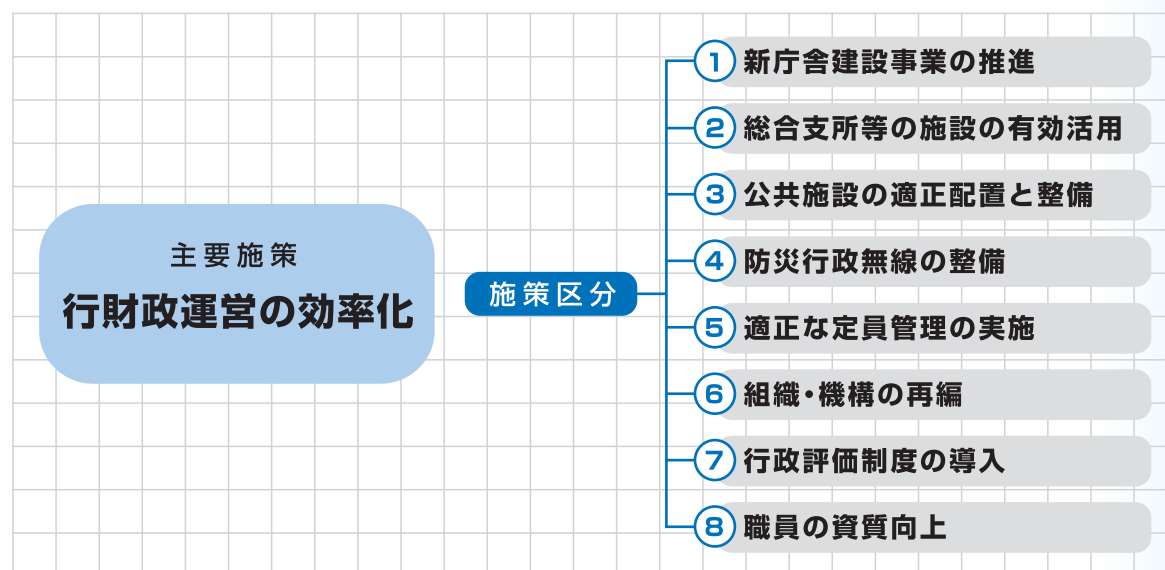 主要施策
行財政運営の効率化
施策区分
① 新庁舎建設事業の推進
② 総合支所等の施設の有効活用
③ 公共施設の適正配置と整備
④ 防災行政無線の整備
⑤ 適正な定員管理の実施
⑥ 組織・機構の再編
⑦ 行政評価制度の導入
⑧ 職員の資質向上